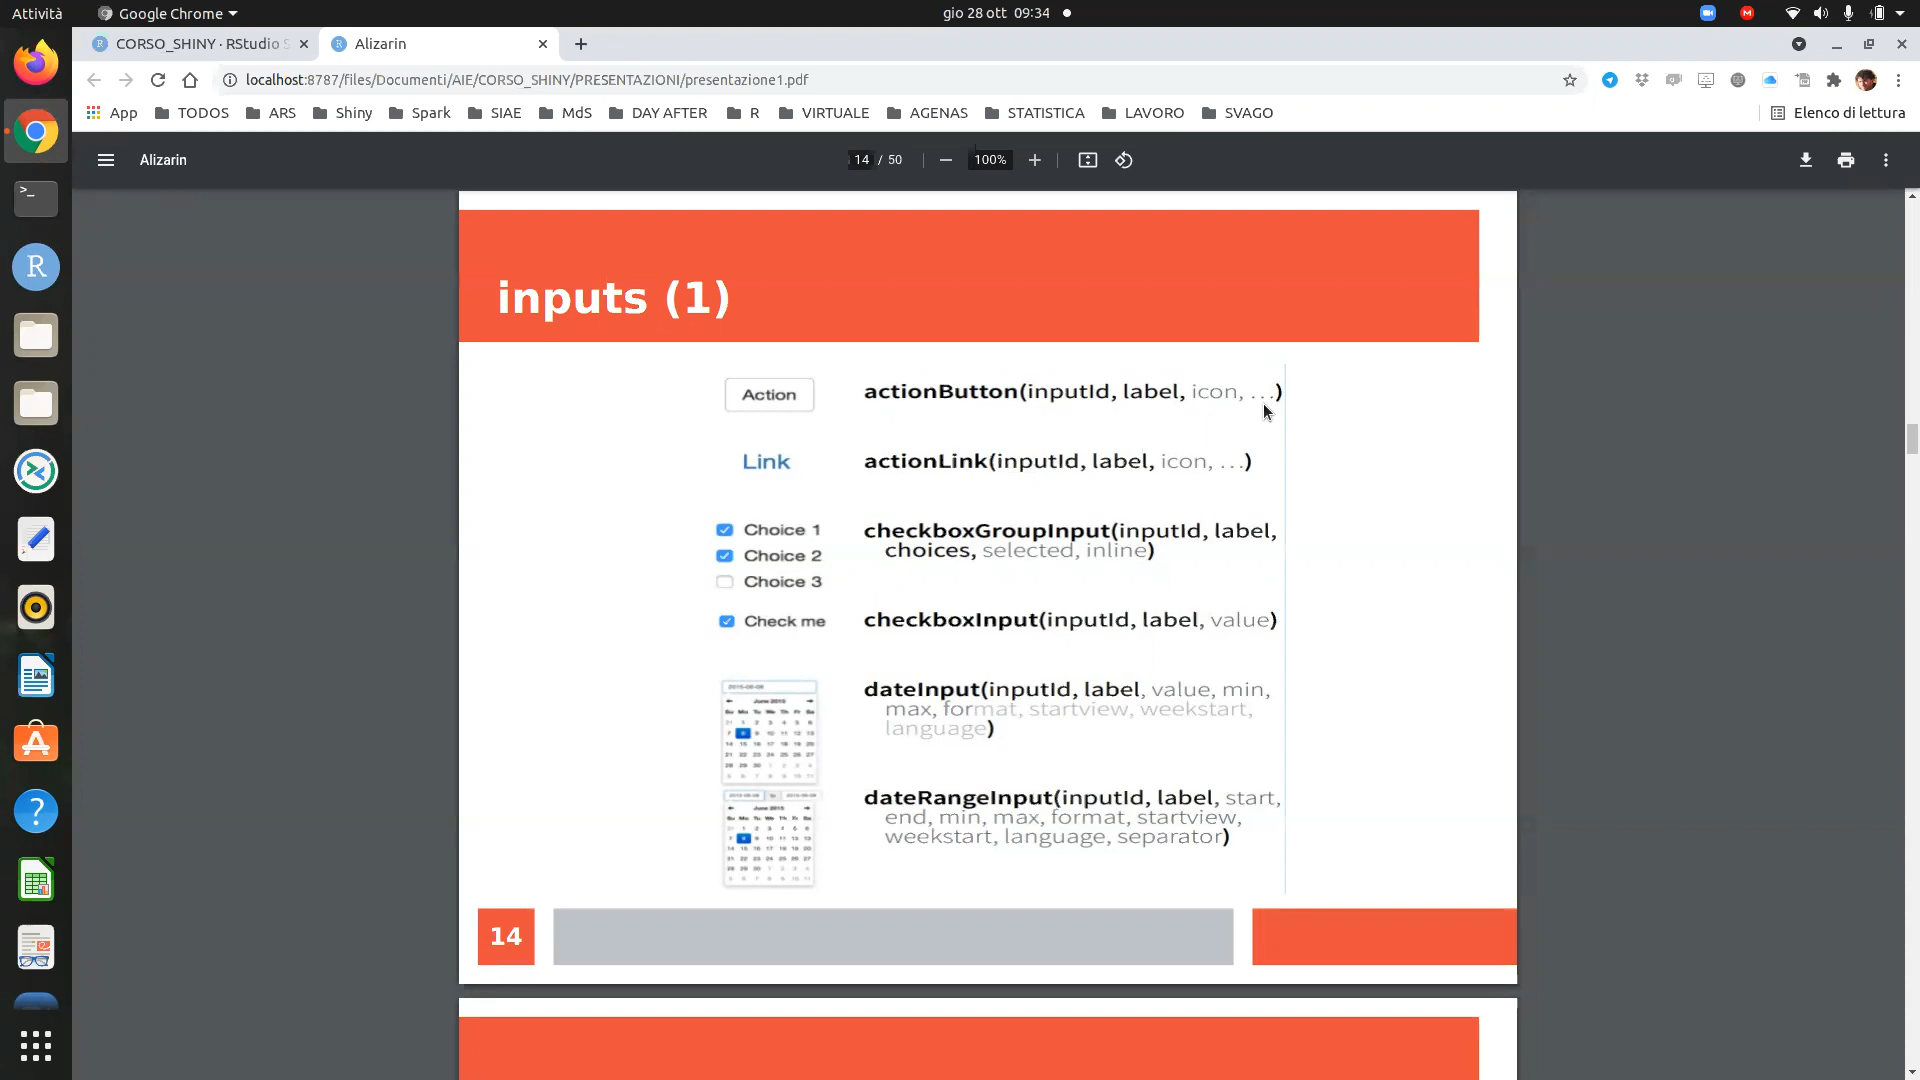 Attività
Google Chrome
gio 28 ott 09:34
CORSO_SHINY · RStudio S
Alizarin
localhost:8787/files/Documenti/AIE/CORSO_SHINY/PRESENTAZIONI/presentazione1.pdf
App
TODOS
ARS
Shiny
Spark
SIAE
MdS
DAY AFTER
R
VIRTUALE
AGENAS
STATISTICA
LAVORO
SVAGO
Elenco di lettura
Alizarin
14 / 50
100%
inputs (1)
Action
actionButton(inputId, label, icon, ...)
Link
actionLink(inputId, label, icon, ...)
Choice 1
Choice 2
Choice 3
checkboxGroupInput(inputId, label,
choices, selected, inline)
Check me
checkboxInput(inputId, label, value)
June 2015
dateInput(inputId, label, value, min,
max, format, startview, weekstart,
language)
June 2015
dateRangeInput(inputId, label, start,
end, min, max, format, startview,
weekstart, language, separator)
14